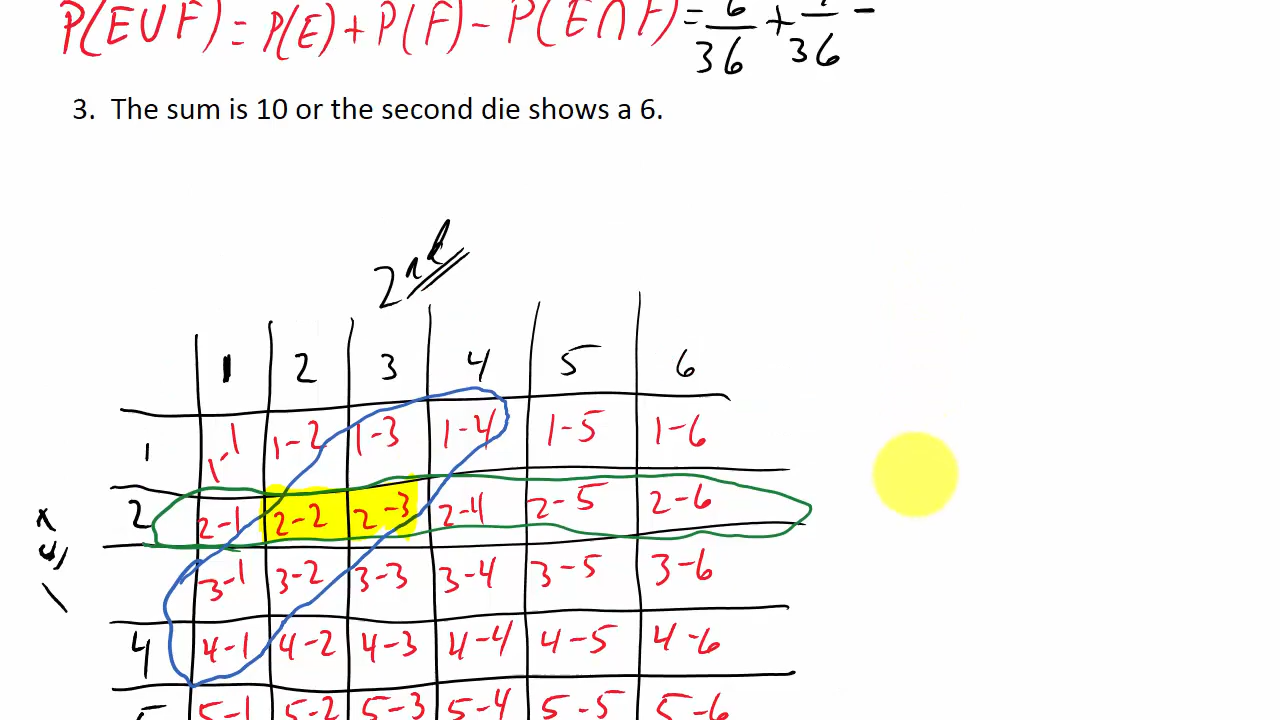 P(E∪F) = P(E) + P(F) - P(E∩F) = 6/36 + 7/36 -
3. The sum is 10 or the second die shows a 6.
2nd
1 2 3 4 5 6
1 1-1 1-2 1-3 1-4 1-5 1-6
2 2-1 2-2 2-3 2-4 2-5 2-6
3-1 3-2 3-3 3-4 3-5 3-6
4 4-1 4-2 4-3 4-4 4-5 4-6
5 5-1 5-2 5-3 5-4 5-5 5-6